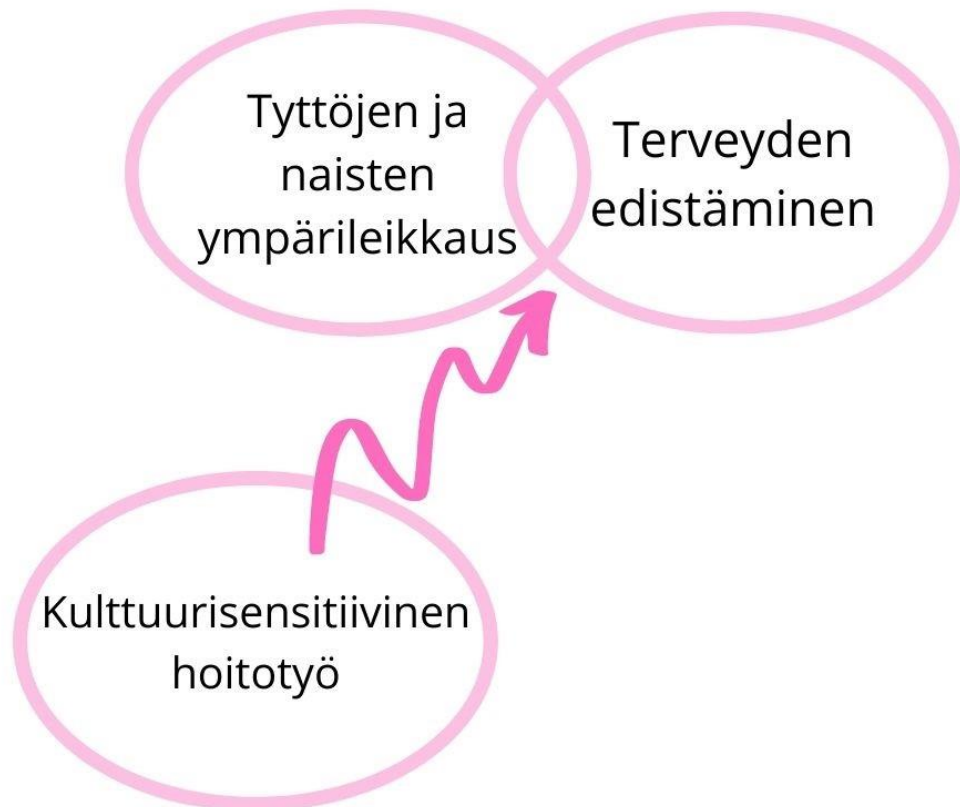 Tyttöjen ja
naisten
ympärileikkaus
Terveyden
edistäminen
Kulttuurisensitiivinen
hoitotyö